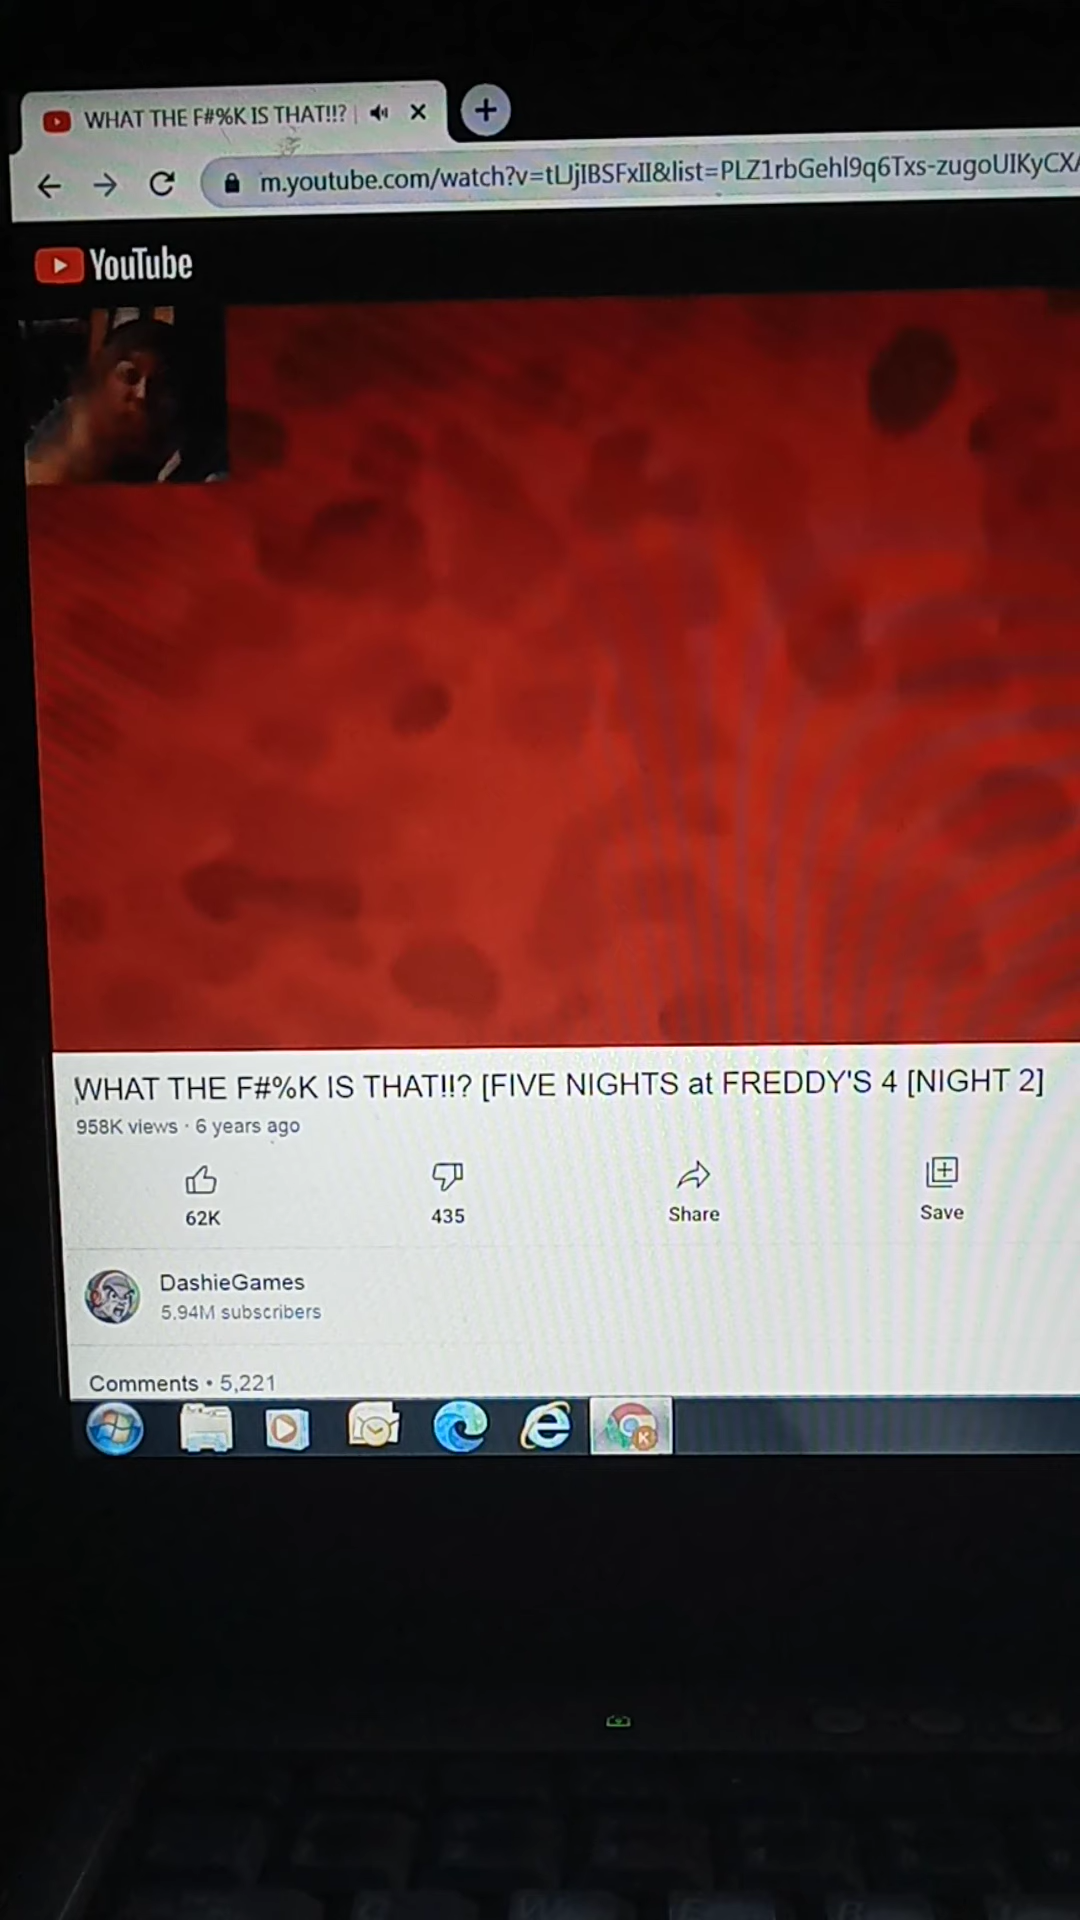 WHAT THE F#%K IS THAT!!?
m.youtube.com/watch?v=tUjIBSFxII&list=PLZ1rbGehl9q6Txs-zugoUIKyCX
YouTube
WHAT THE F#%K IS THAT!!? [FIVE NIGHTS at FREDDY'S 4 [NIGHT 2]
958K views · 6 years ago
62K
435
Share
Save
DashieGames
5.94M subscribers
Comments • 5,221
K